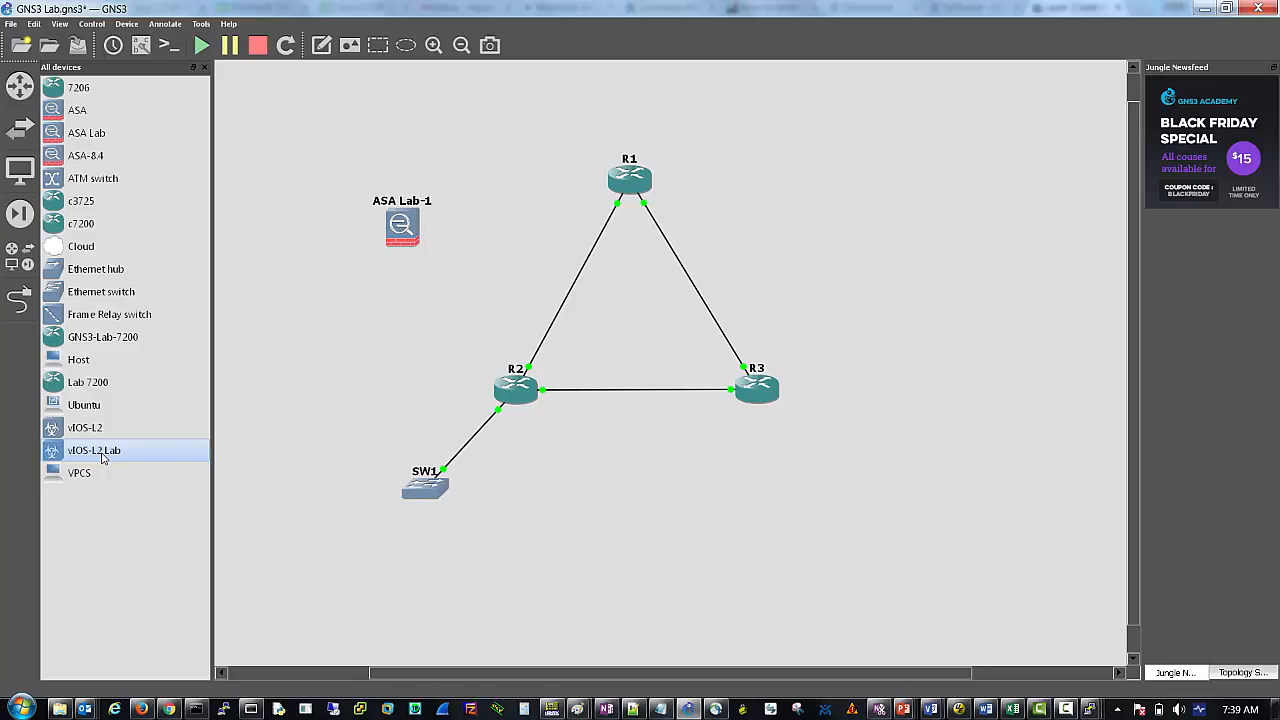 GNS3 Lab.gns3* — GNS3
File Edit View Control Device Annotate Tools Help
All devices
7206
ASA
ASA Lab
ASA-8.4
ATM switch
c3725
c7200
Cloud
Ethernet hub
Ethernet switch
Frame Relay switch
GNS3-Lab-7200
Host
Lab 7200
Ubuntu
vIOS-L2
vIOS-L2 Lab
VPCS
R1
ASA Lab-1
R2
R3
SW1
Jungle Newsfeed
GNS3 ACADEMY
BLACK FRIDAY
SPECIAL
All couses
available for
$15
COUPON CODE:
BLACKFRIDAY
LIMITED
TIME ONLY
Jungle N... Topology S...
7:39 AM